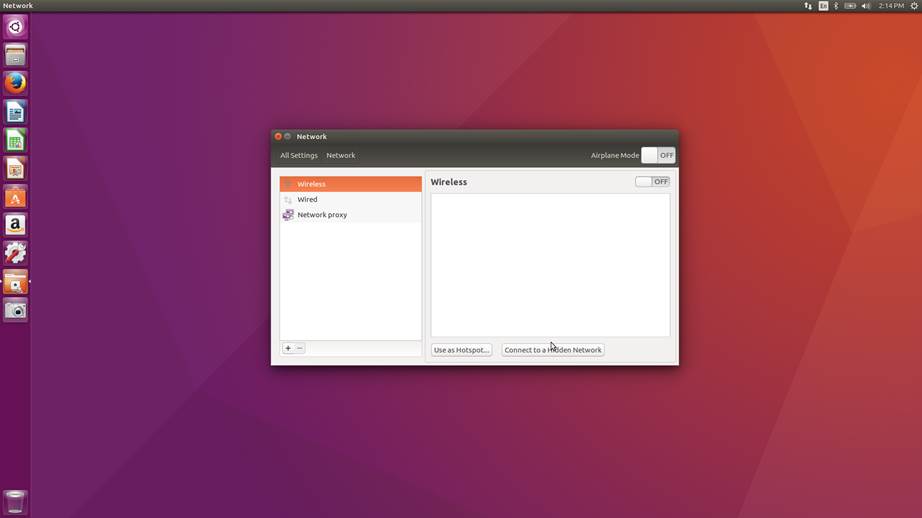 Network
En
2:14 PM
Network
All Settings Network
Airplane Mode OFF
Wireless
Wired
Network proxy
Wireless
OFF
Use as Hotspot...
Connect to a Hidden Network